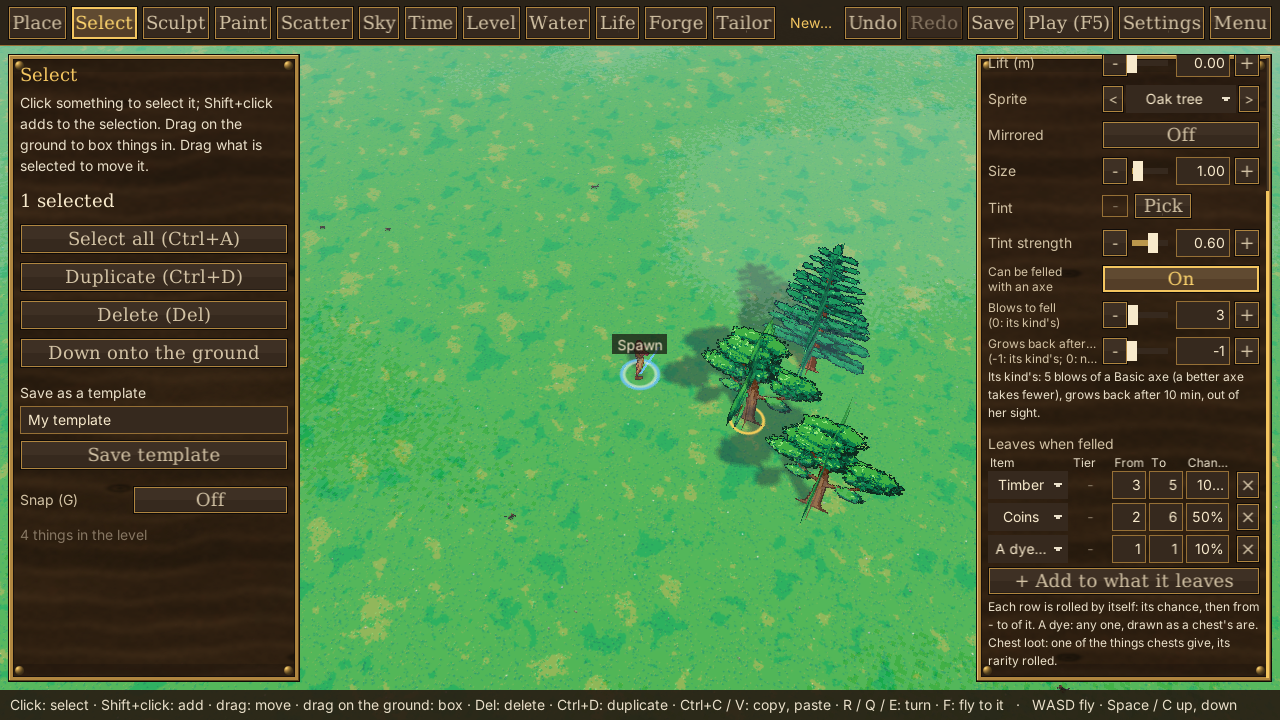 Place Select Sculpt Paint Scatter Sky Time Level Water Life Forge Tailor New... Undo Redo Save Play (F5) Settings Menu
Select
Click something to select it; Shift+click
adds to the selection. Drag on the
ground to box things in. Drag what is
selected to move it.
1 selected
Select all (Ctrl+A)
Duplicate (Ctrl+D)
Delete (Del)
Down onto the ground
Save as a template
My template
Save template
Snap (G) Off
4 things in the level
Spawn
Lift (m) - 0.00 +
Sprite < Oak tree >
Mirrored Off
Size - 1.00 +
Tint - Pick
Tint strength - 0.60 +
Can be felled
with an axe On
Blows to fell
(0: its kind's) - 3 +
Grows back after...
(-1: its kind's; 0: n... - -1 +
Its kind's: 5 blows of a Basic axe (a better axe
takes fewer), grows back after 10 min, out of
her sight.
Leaves when felled
Item Tier From To Chan...
Timber - 3 5 10... ×
Coins - 2 6 50% ×
A dye... - 1 1 10% ×
+ Add to what it leaves
Each row is rolled by itself: its chance, then from
- to of it. A dye: any one, drawn as a chest's are.
Chest loot: one of the things chests give, its
rarity rolled.
Click: select · Shift+click: add · drag: move · drag on the ground: box · Del: delete · Ctrl+D: duplicate · Ctrl+C / V: copy, paste · R / Q / E: turn · F: fly to it · WASD fly · Space / C up, down